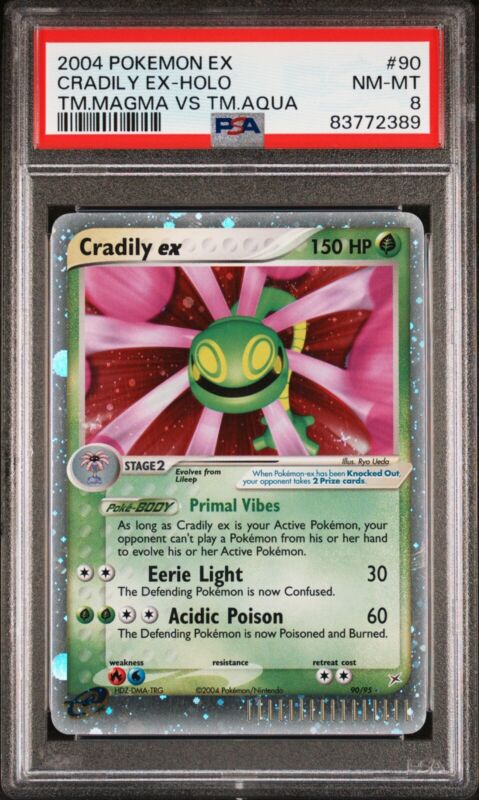 2004 POKEMON EX #90
CRADILY EX-HOLO NM-MT
TM.MAGMA VS TM.AQUA 8
PSA 83772389
Cradily ex 150 HP
Illus. Ryo Ueda
STAGE2 Evolves from
Lileep
When Pokémon-ex has been Knocked Out,
your opponent takes 2 Prize cards.
Poké-BODY Primal Vibes
As long as Cradily ex is your Active Pokémon, your
opponent can't play a Pokémon from his or her hand
to evolve his or her Active Pokémon.
Eerie Light 30
The Defending Pokémon is now Confused.
Acidic Poison 60
The Defending Pokémon is now Poisoned and Burned.
weakness resistance retreat cost
HDZ-DMA-TRG ©2004 Pokémon/Nintendo 90/95
PSA